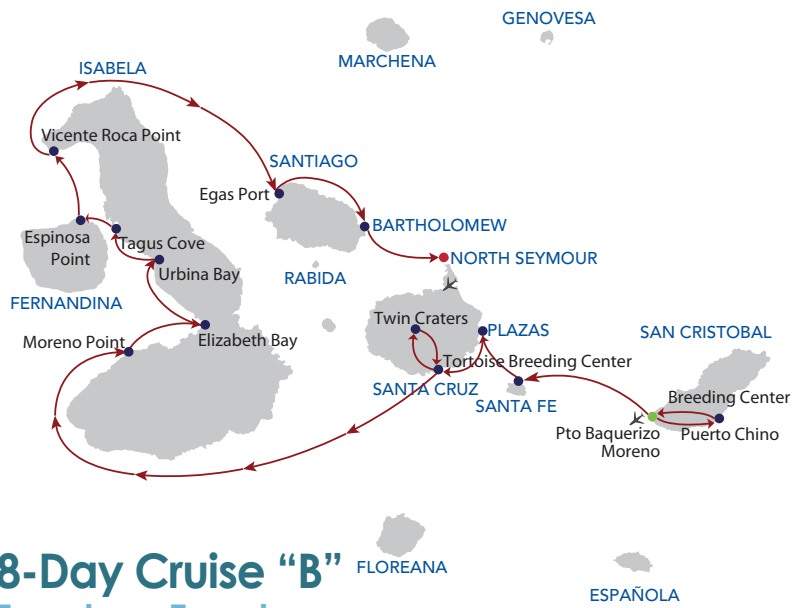 GENOVESA
MARCHENA
ISABELA
Vicente Roca Point
SANTIAGO
Egas Port
BARTHOLOMEW
Espinosa
Point
Tagus Cove
NORTH SEYMOUR
Urbina Bay
RABIDA
FERNANDINA
Twin Craters
PLAZAS
SAN CRISTOBAL
Moreno Point
Elizabeth Bay
Tortoise Breeding Center
SANTA CRUZ
SANTA FE
Breeding Center
Pto Baquerizo
Moreno
Puerto Chino
8-Day Cruise “B”
FLOREANA
ESPAÑOLA